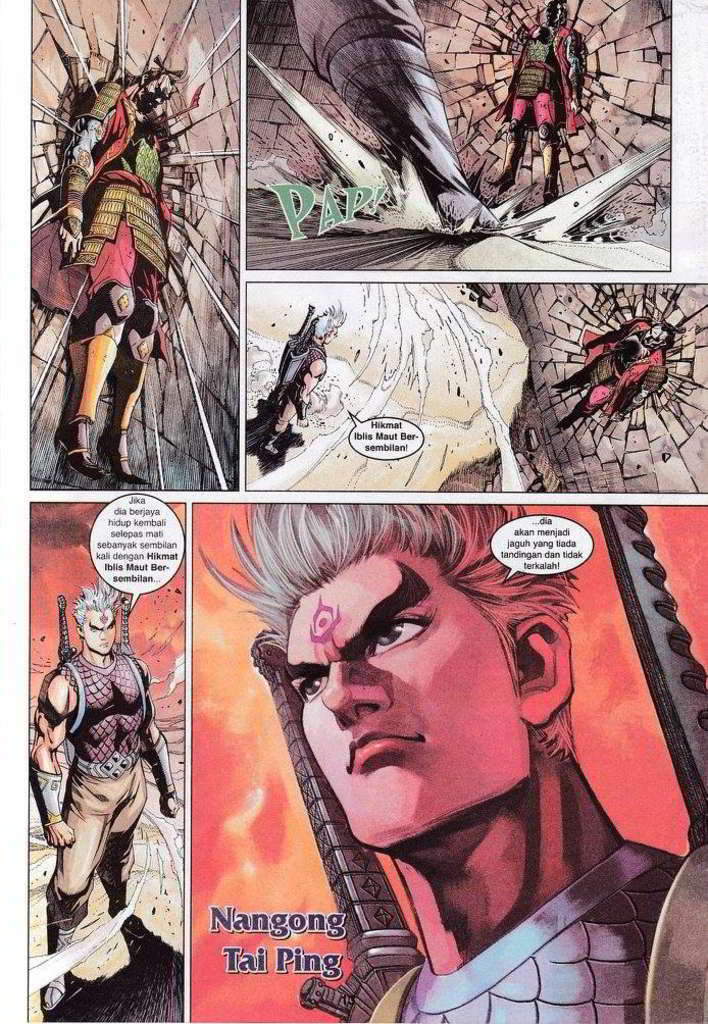 PAP!
Hikmat
Iblis Maut Ber-
sembilan!
Jika
dia berjaya
hidup kembali
selepas mati
sebanyak sembilan
kali dengan Hikmat
Iblis Maut Ber-
sembilan...
...dia
akan menjadi
jaguh yang tiada
tandingan dan tidak
terkalah!
Nangong
Tai Ping